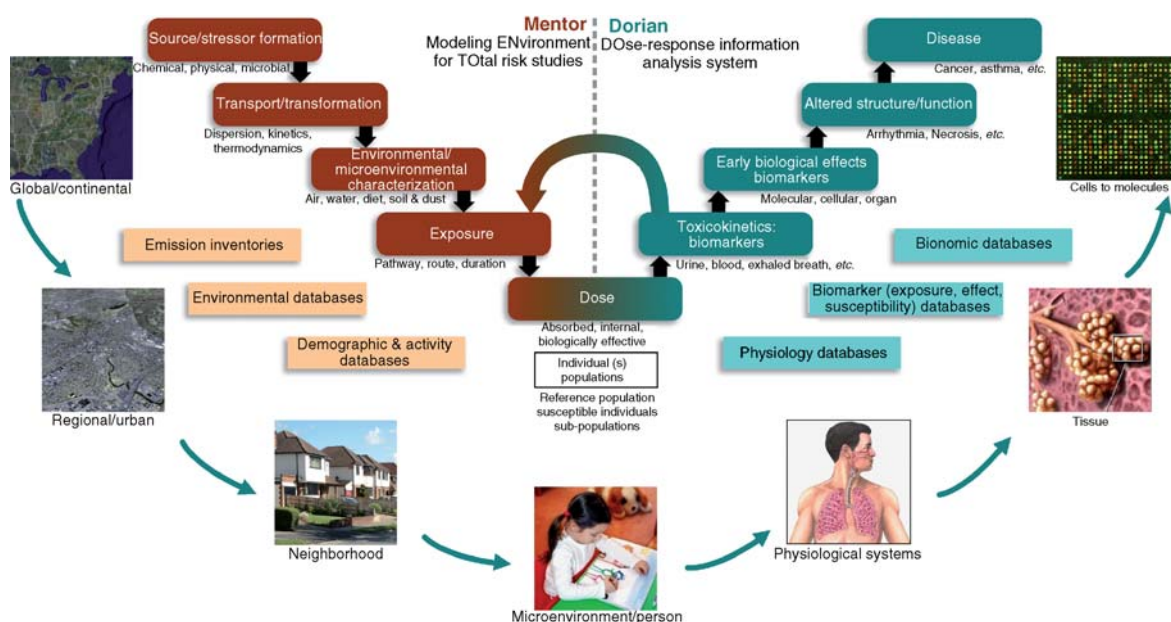 Mentor
Modeling ENvironment
for TOtal risk studies
Dorian
DOse-response information
analysis system
Source/stressor formation
Chemical, physical, microbial
Transport/transformation
Dispersion, kinetics,
thermodynamics
Environmental/
microenvironmental
characterization
Air, water, diet, soil & dust
Exposure
Pathway, route, duration
Dose
Absorbed, internal,
biologically effective
Individual (s)
populations
Reference population
susceptible individuals
sub-populations
Disease
Cancer, asthma, etc.
Altered structure/function
Arrhythmia, Necrosis, etc.
Early biological effects
biomarkers
Molecular, cellular, organ
Toxicokinetics:
biomarkers
Urine, blood, exhaled breath, etc.
Emission inventories
Environmental databases
Demographic & activity
databases
Bionomic databases
Biomarker (exposure, effect,
susceptibility) databases
Physiology databases
Global/continental
Regional/urban
Neighborhood
Microenvironment/person
Physiological systems
Tissue
Cells to molecules